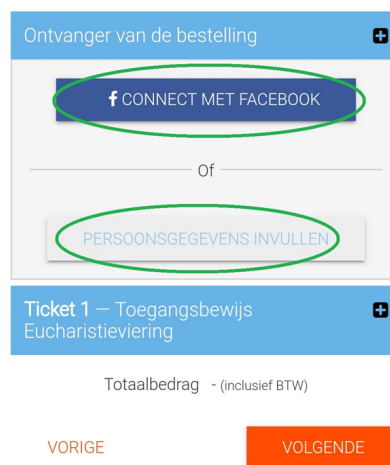 Ontvanger van de bestelling
f CONNECT MET FACEBOOK
Of
PERSOONSGEGEVENS INVULLEN
Ticket 1 — Toegangsbewijs
Eucharistieviering
Totaalbedrag - (inclusief BTW)
VORIGE VOLGENDE